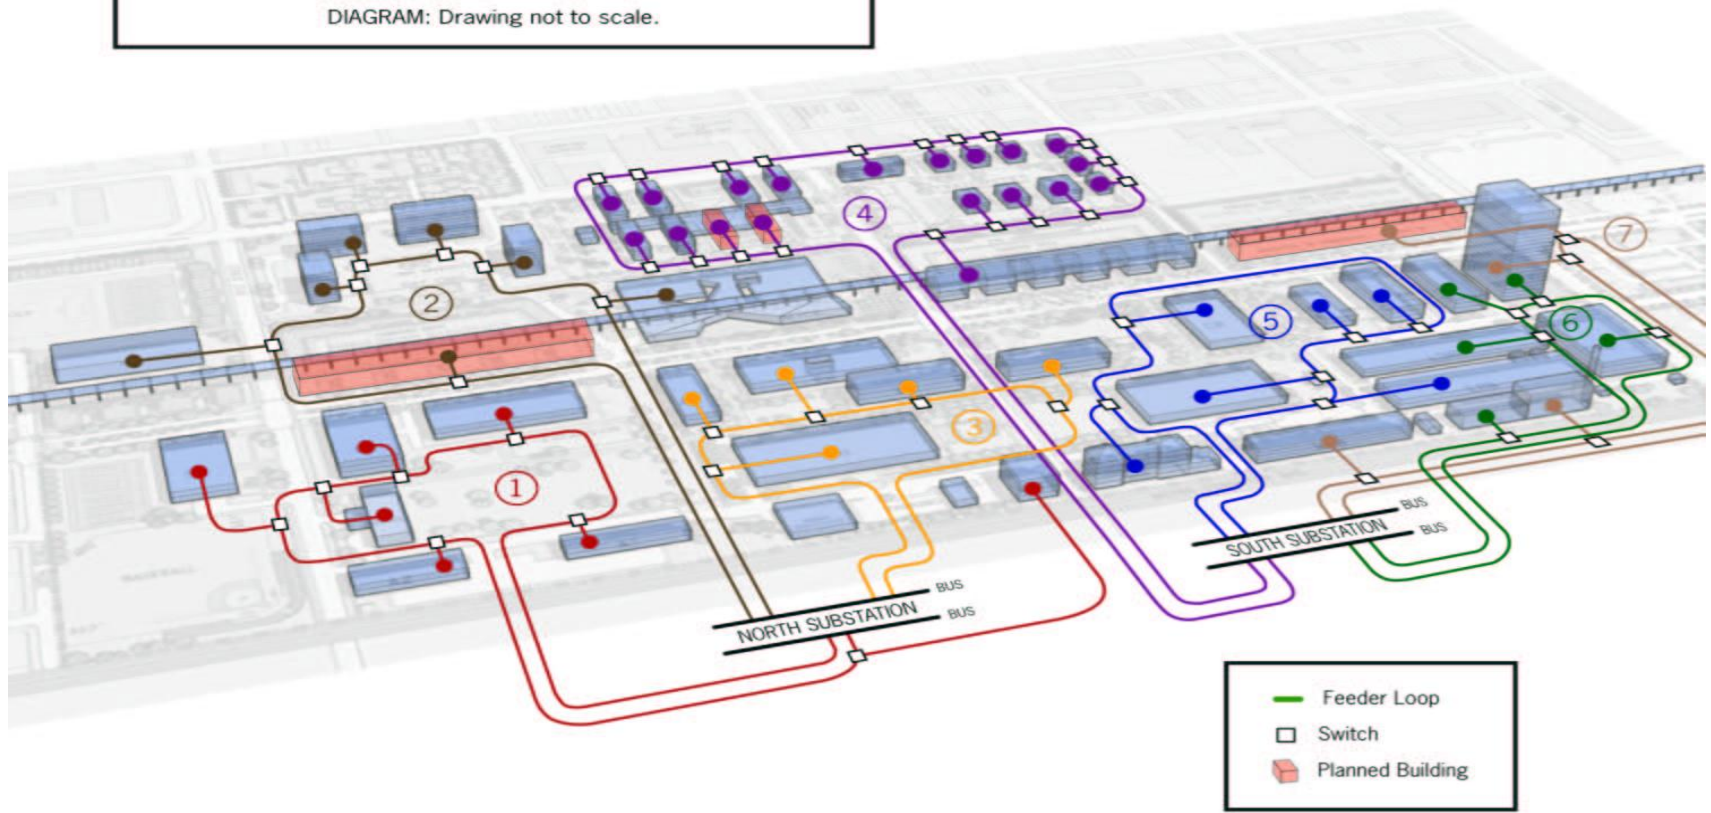 DIAGRAM: Drawing not to scale.
4
7
2
5
6
3
1
BUS
SOUTH SUBSTATION
BUS
BUS
NORTH SUBSTATION
BUS
Feeder Loop
Switch
Planned Building